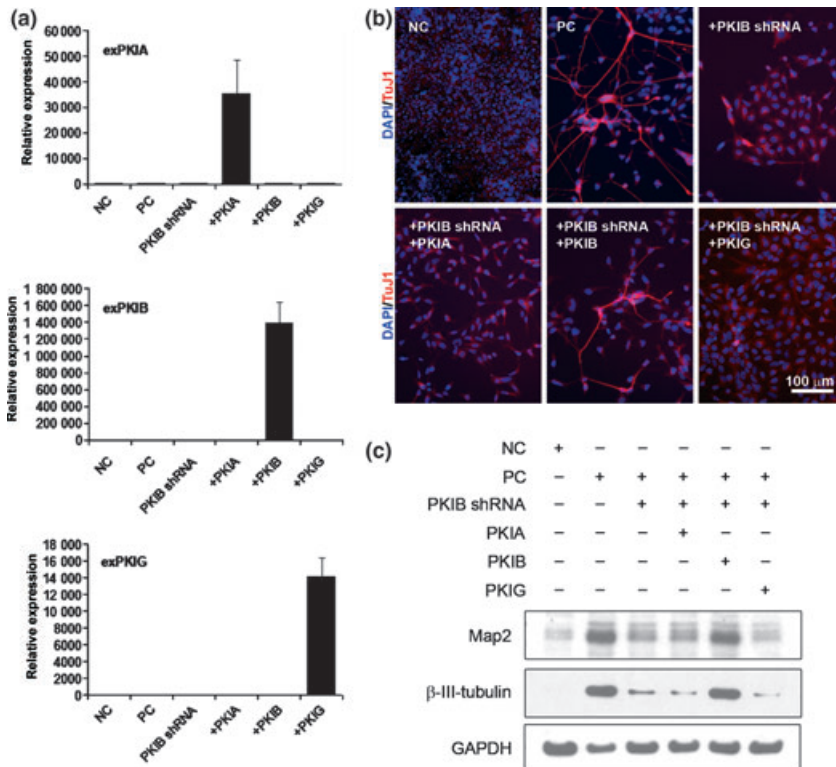 (a)
exPKIA
Relative expression
60 000
50 000
40 000
30 000
20 000
10 000
0
NC
PC
PKIB shRNA
+PKIA
+PKIB
+PKIG
exPKIB
Relative expression
1 800 000
1 600 000
1 400 000
1 200 000
1 000 000
800 000
600 000
400 000
200 000
0
NC
PC
PKIB shRNA
+PKIA
+PKIB
+PKIG
exPKIG
Relative expression
18 000
16 000
14 000
12 000
10 000
8000
6000
4000
2000
0
NC
PC
PKIB shRNA
+PKIA
+PKIB
+PKIG
(b)
DAPI/TuJ1
NC
PC
+PKIB shRNA
DAPI/TuJ1
+PKIB shRNA
+PKIA
+PKIB shRNA
+PKIB
+PKIB shRNA
+PKIG
100 μm
(c)
NC + – – – – –
PC – + + + + +
PKIB shRNA – – + + + +
PKIA – – – + – –
PKIB – – – – + –
PKIG – – – – – +
Map2
β-III-tubulin
GAPDH